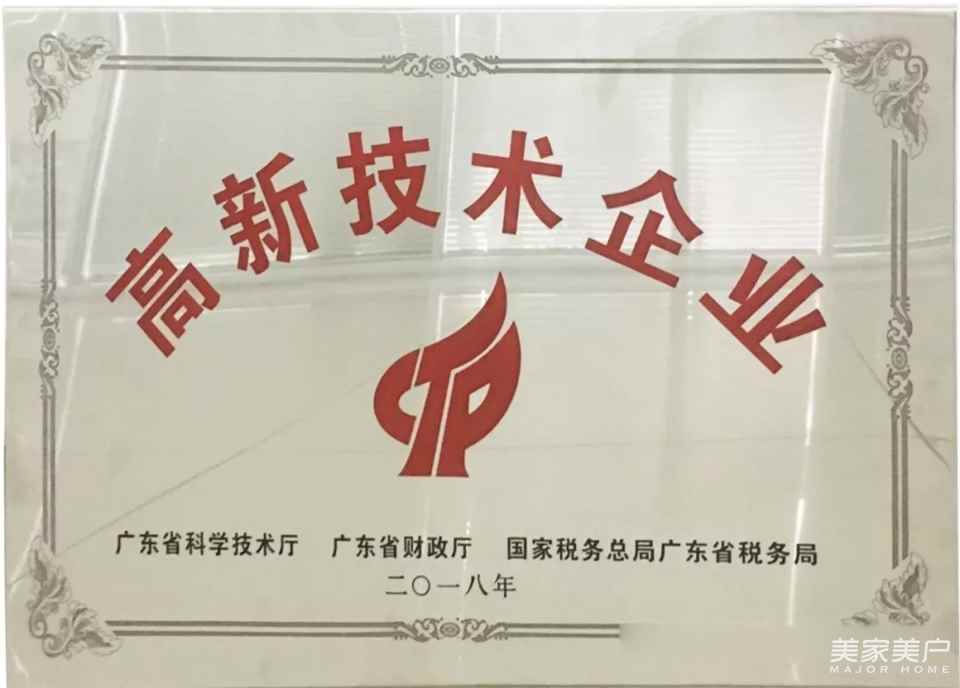 高新技术企业
广东省科学技术厅 广东省财政厅 国家税务总局广东省税务局
二〇一八年
美家美户
MAJOR HOME